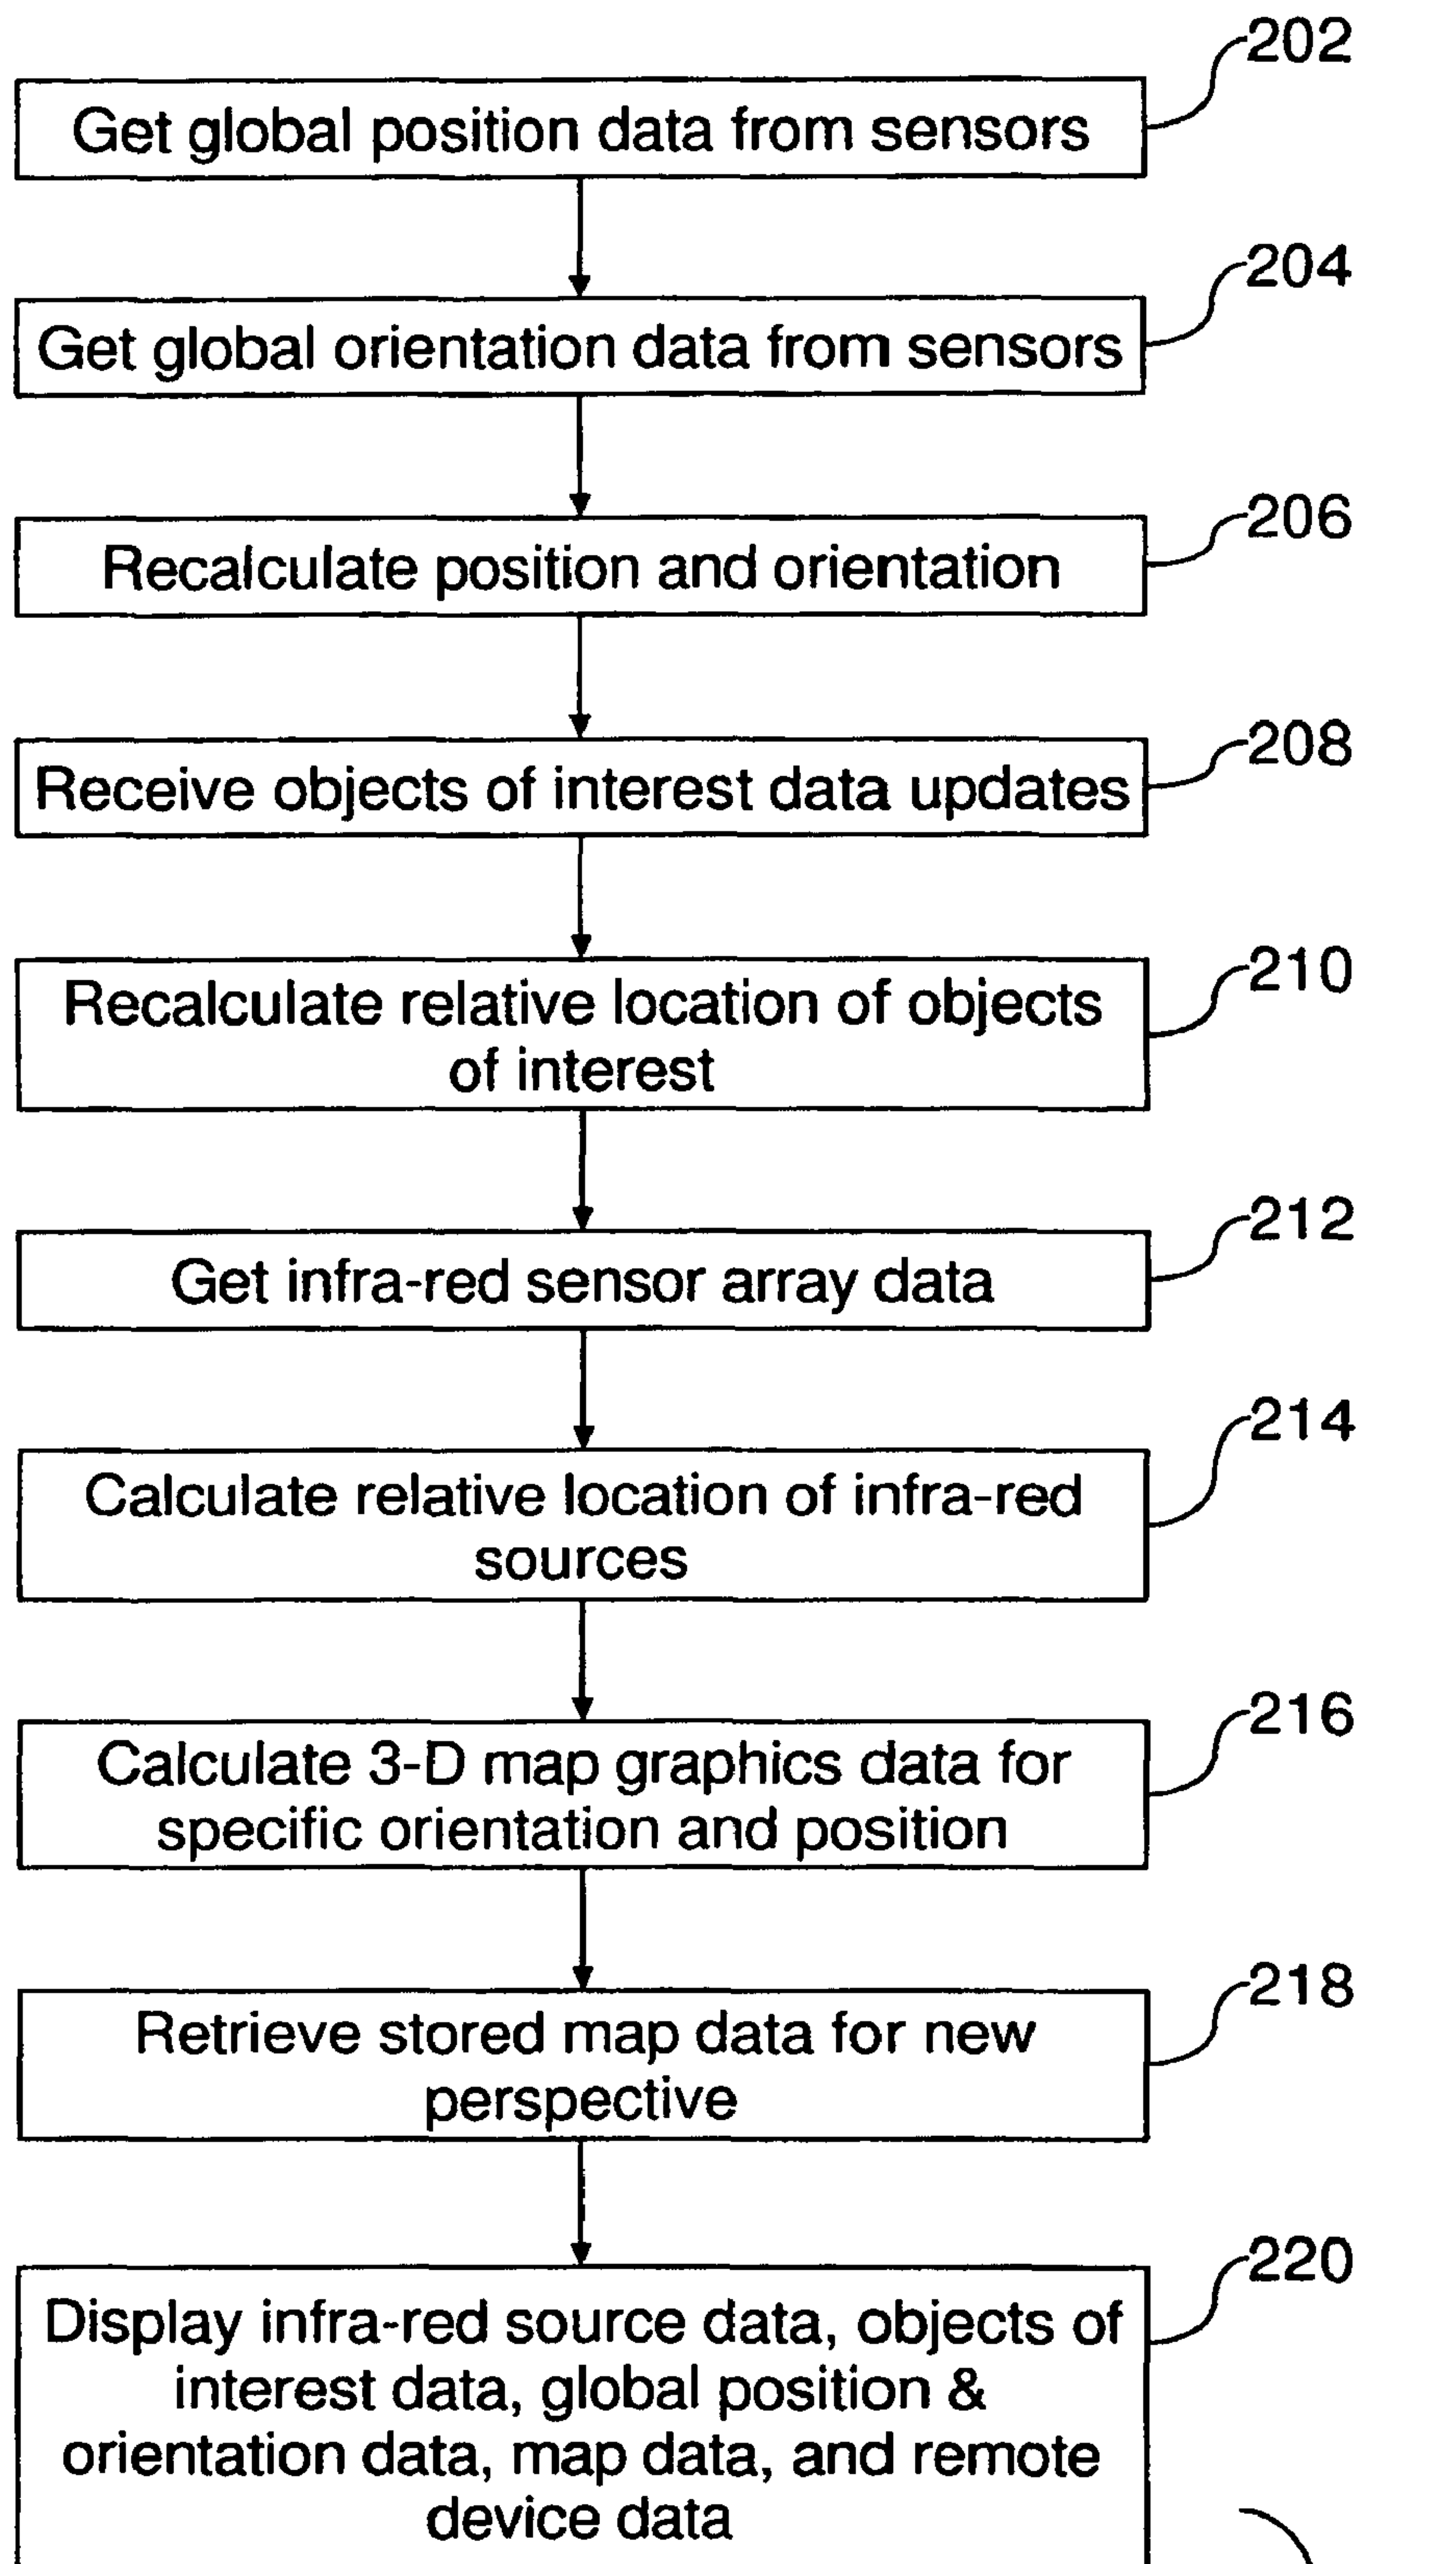 202
Get global position data from sensors
204
Get global orientation data from sensors
206
Recalculate position and orientation
208
Receive objects of interest data updates
210
Recalculate relative location of objects
of interest
212
Get infra-red sensor array data
214
Calculate relative location of infra-red
sources
216
Calculate 3-D map graphics data for
specific orientation and position
218
Retrieve stored map data for new
perspective
220
Display infra-red source data, objects of
interest data, global position &
orientation data, map data, and remote
device data